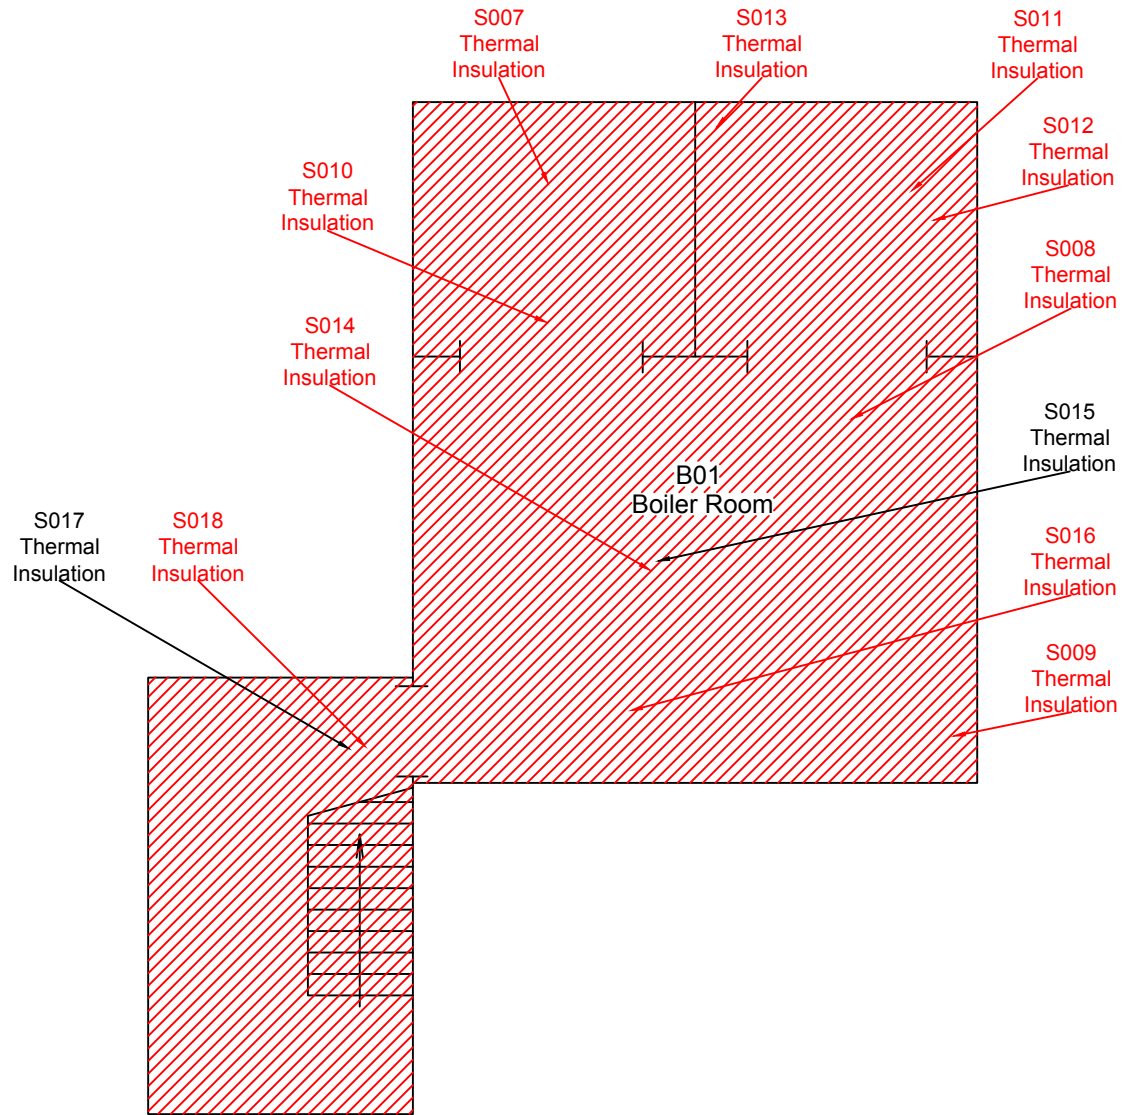 S007
Thermal
Insulation
S013
Thermal
Insulation
S011
Thermal
Insulation
S012
Thermal
Insulation
S010
Thermal
Insulation
S008
Thermal
Insulation
S014
Thermal
Insulation
S015
Thermal
Insulation
B01
Boiler Room
S017
Thermal
Insulation
S018
Thermal
Insulation
S016
Thermal
Insulation
S009
Thermal
Insulation